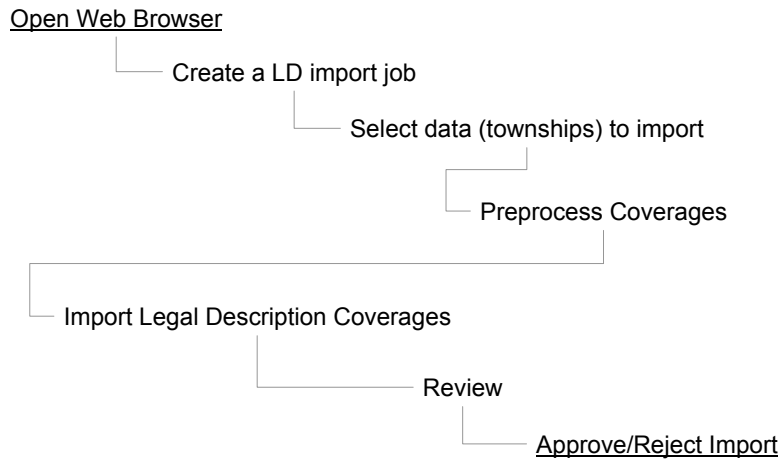 Open Web Browser
Create a LD import job
Select data (townships) to import
Preprocess Coverages
Import Legal Description Coverages
Review
Approve/Reject Import